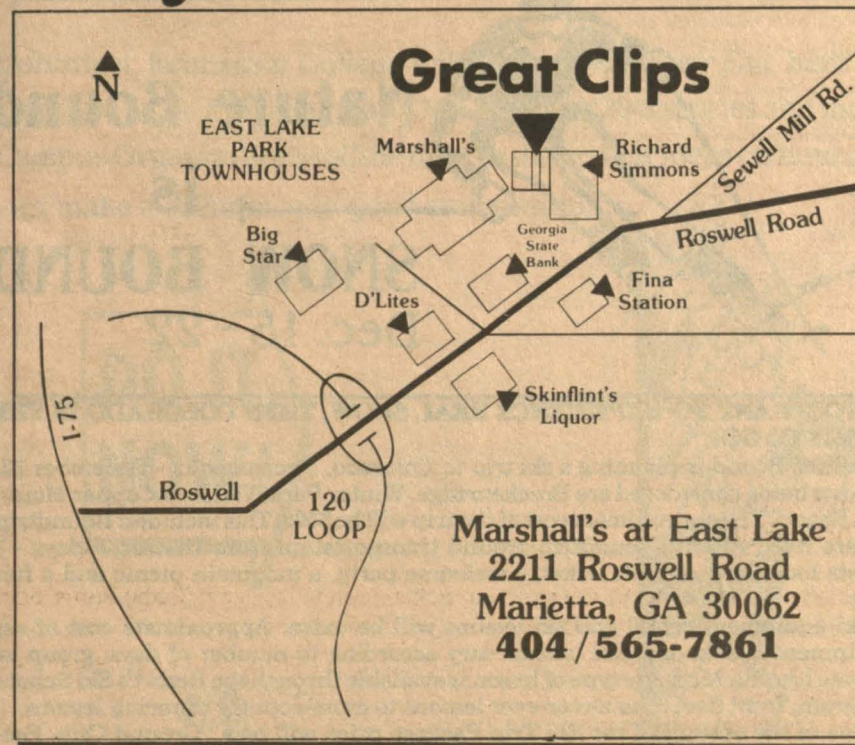 N
Great Clips
EAST LAKE
PARK
TOWNHOUSES
Marshall's
Richard
Simmons
Sewell Mill Rd.
Big
Star
Georgia
State
Bank
Roswell Road
D'Lites
Fina
Station
Skinflint's
Liquor
I-75
Roswell
120
LOOP
Marshall's at East Lake
2211 Roswell Road
Marietta, GA 30062
404/565-7861